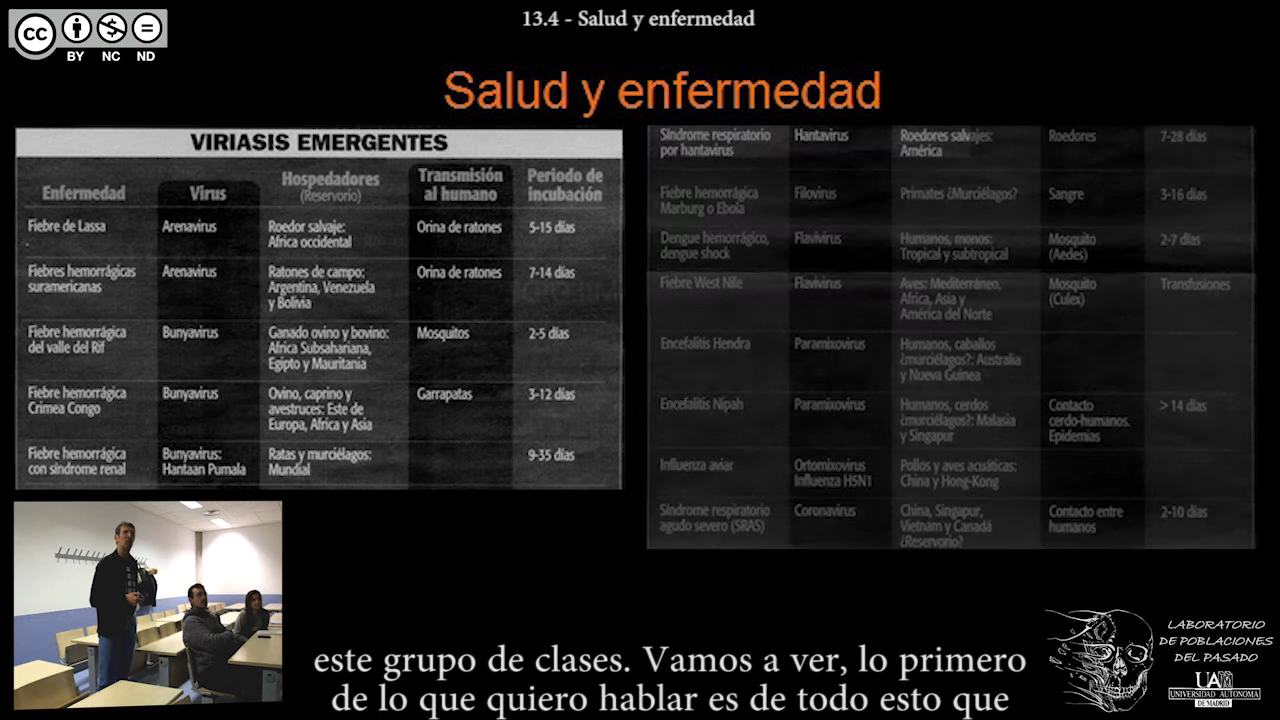 13.4 - Salud y enfermedad
CC
BY NC ND
Salud y enfermedad
VIRIASIS EMERGENTES
Enfermedad Virus Hospedadores (Reservorio) Transmisión al humano Periodo de incubación
Fiebre de Lassa Arenavirus Roedor salvaje: Africa occidental Orina de ratones 5-15 días
Fiebres hemorrágicas suramericanas Arenavirus Ratones de campo: Argentina, Venezuela y Bolivia Orina de ratones 7-14 días
Fiebre hemorrágica del valle del Rif Bunyavirus Ganado ovino y bovino: Africa Subsahariana, Egipto y Mauritania Mosquitos 2-5 días
Fiebre hemorrágica Crimea Congo Bunyavirus Ovino, caprino y avestruces: Este de Europa, Africa y Asia Garrapatas 3-12 días
Fiebre hemorrágica con síndrome renal Bunyavirus: Hantaan Pumala Ratas y murciélagos: Mundial 9-35 días
Síndrome respiratorio por hantavirus Hantavirus Roedores salvajes: América Roedores 7-28 días
Fiebre hemorrágica Marburg o Ebola Filovirus Primates ¿Murciélagos? Sangre 3-16 días
Dengue hemorrágico, dengue shock Flavivirus Humanos, monos: Tropical y subtropical Mosquito (Aedes) 2-7 días
Fiebre West Nile Flavivirus Aves: Mediterráneo, Africa, Asia y América del Norte Mosquito (Culex) Transfusiones
Encefalitis Hendra Paramixovirus Humanos, caballos ¿murciélagos?: Australia y Nueva Guinea
Encefalitis Nipah Paramixovirus Humanos, cerdos ¿murciélagos?: Malasia y Singapur Contacto cerdo-humanos. Epidemias > 14 días
Influenza aviar Ortomixovirus Influenza H5N1 Pollos y aves acuáticas: China y Hong-Kong
Síndrome respiratorio agudo severo (SRAS) Coronavirus China, Singapur, Vietnam y Canadá ¿Reservorio? Contacto entre humanos 2-10 días
este grupo de clases. Vamos a ver, lo primero
de lo que quiero hablar es de todo esto que
LABORATORIO
DE POBLACIONES
DEL PASADO
UA
UNIVERSIDAD AUTONOMA
DE MADRID